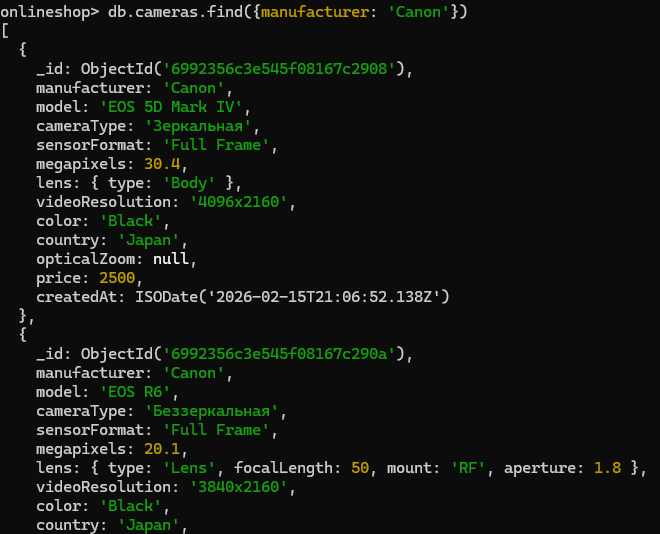 onlineshop> db.cameras.find({manufacturer: 'Canon'})
[
  {
    _id: ObjectId('6992356c3e545f08167c2908'),
    manufacturer: 'Canon',
    model: 'EOS 5D Mark IV',
    cameraType: 'Зеркальная',
    sensorFormat: 'Full Frame',
    megapixels: 30.4,
    lens: { type: 'Body' },
    videoResolution: '4096x2160',
    color: 'Black',
    country: 'Japan',
    opticalZoom: null,
    price: 2500,
    createdAt: ISODate('2026-02-15T21:06:52.138Z')
  },
  {
    _id: ObjectId('6992356c3e545f08167c290a'),
    manufacturer: 'Canon',
    model: 'EOS R6',
    cameraType: 'Беззеркальная',
    sensorFormat: 'Full Frame',
    megapixels: 20.1,
    lens: { type: 'Lens', focalLength: 50, mount: 'RF', aperture: 1.8 },
    videoResolution: '3840x2160',
    color: 'Black',
    country: 'Japan',